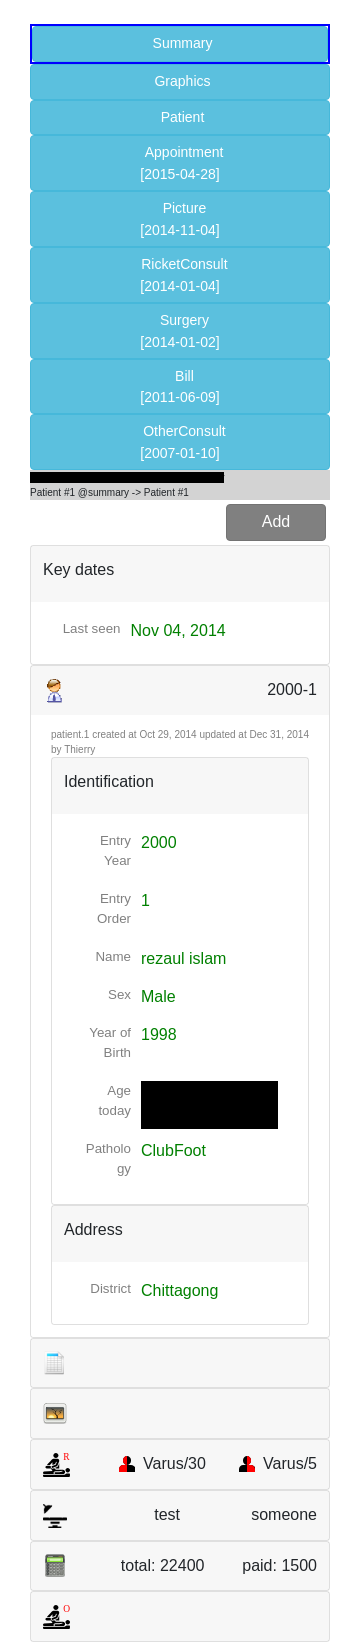 Summary
Graphics
Patient
Appointment
[2015-04-28]
Picture
[2014-11-04]
RicketConsult
[2014-01-04]
Surgery
[2014-01-02]
Bill
[2011-06-09]
OtherConsult
[2007-01-10]
Patient #1 @summary -> Patient #1
Add
Key dates
Last seen Nov 04, 2014
2000-1
patient.1 created at Oct 29, 2014 updated at Dec 31, 2014
by Thierry
Identification
Entry 2000
Year
Entry 1
Order
Name rezaul islam
Sex Male
Year of 1998
Birth
Age
today
Patholo ClubFoot
gy
Address
District Chittagong
R Varus/30 Varus/5
test someone
total: 22400 paid: 1500
O